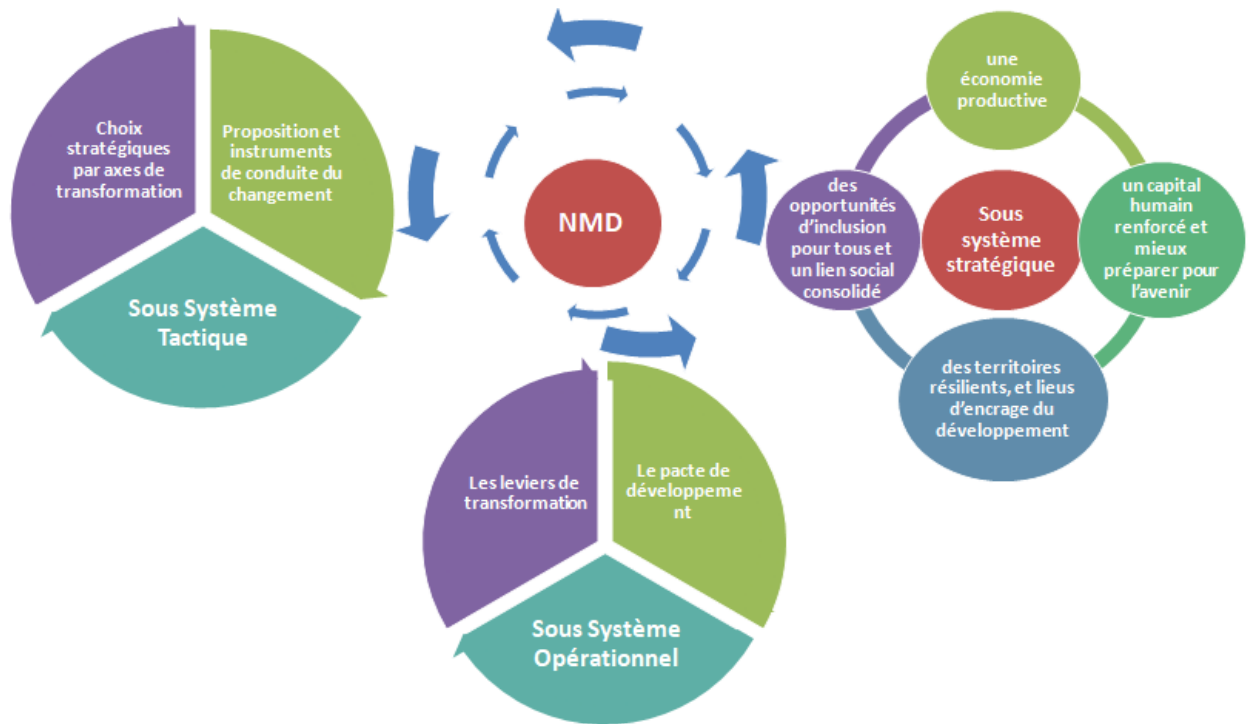 Choix
stratégiques
par axes de
transformation
Proposition et
instruments
de conduite du
changement
Sous Système
Tactique
NMD
une
économie
productive
des
opportunités
d'inclusion
pour tous et
un lien social
consolidé
Sous
système
stratégique
un capital
humain
renforcé et
mieux
préparer pour
l'avenir
des territoires
résilients, et lieus
d'encrage du
développement
Les leviers de
transformation
Le pacte de
développeme
nt
Sous Système
Opérationnel